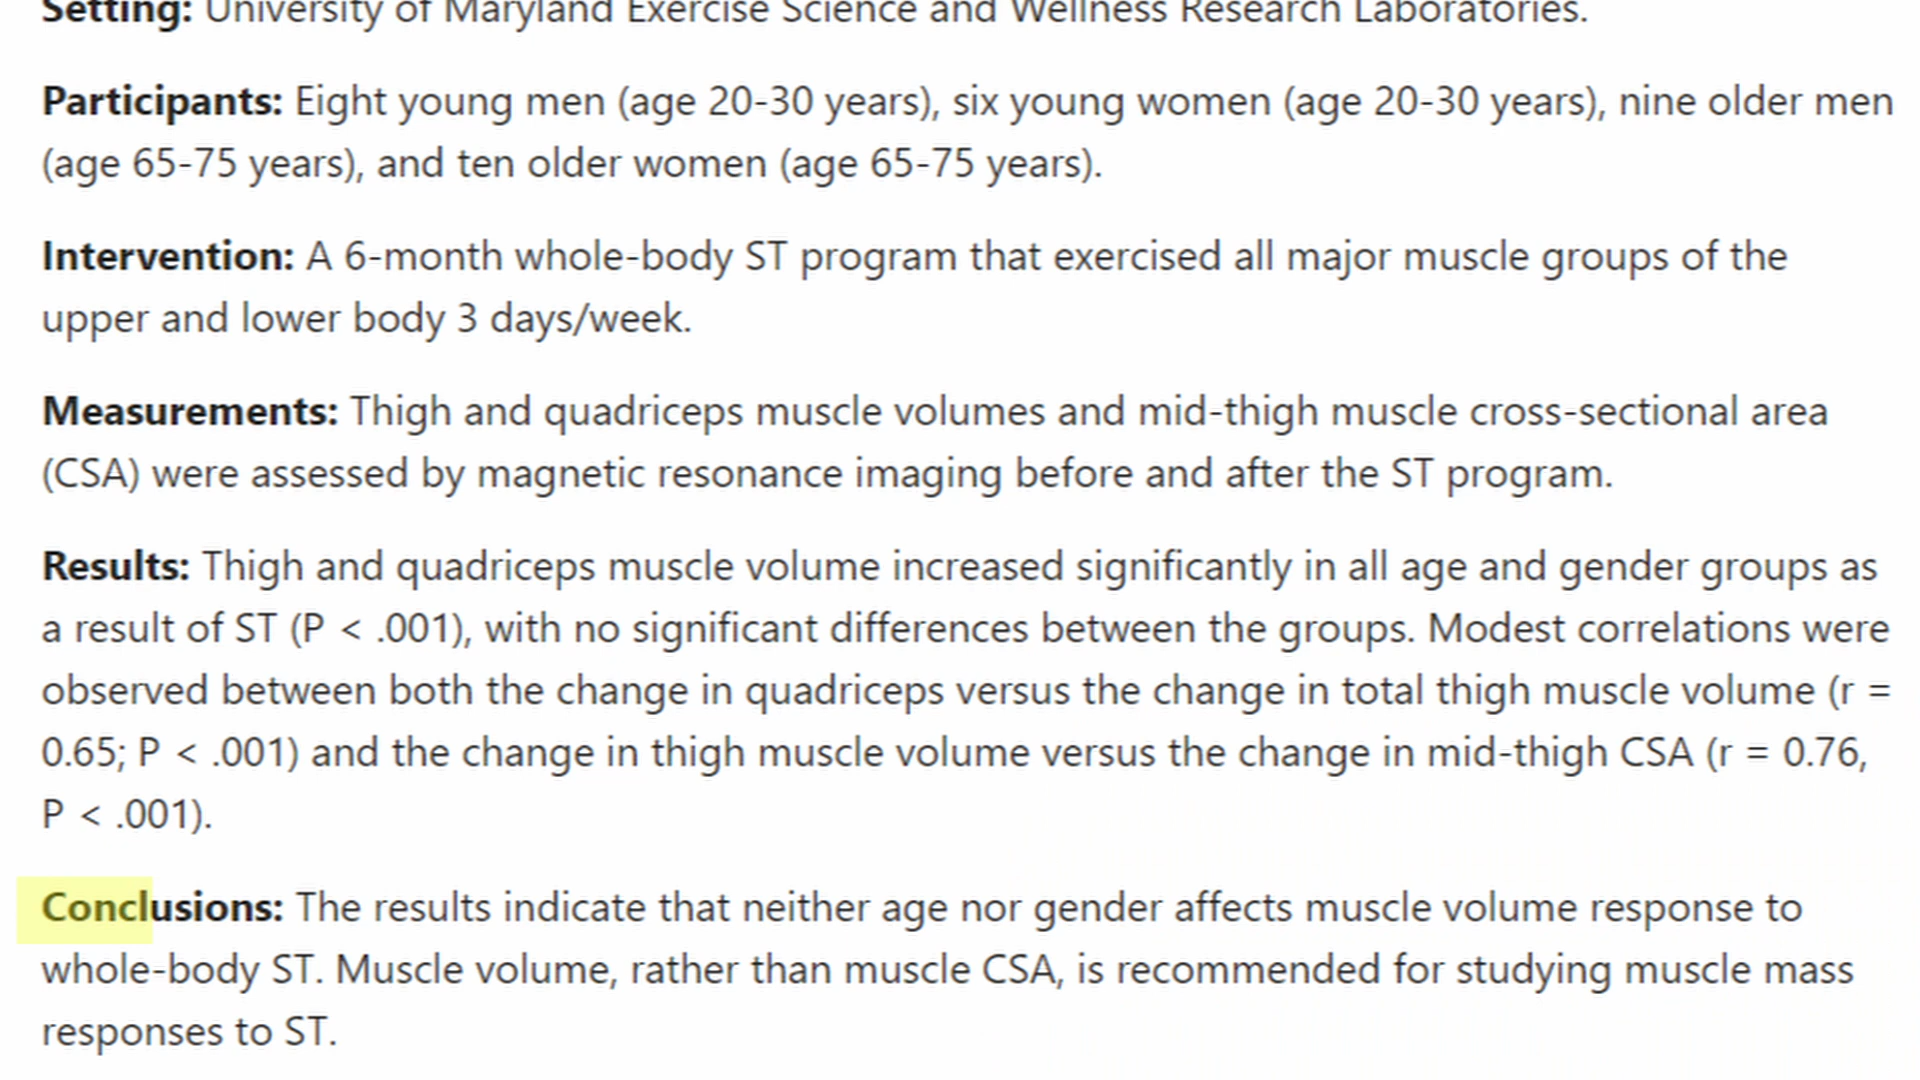 Setting: University of Maryland Exercise Science and Wellness Research Laboratories.
Participants: Eight young men (age 20-30 years), six young women (age 20-30 years), nine older men
(age 65-75 years), and ten older women (age 65-75 years).
Intervention: A 6-month whole-body ST program that exercised all major muscle groups of the
upper and lower body 3 days/week.
Measurements: Thigh and quadriceps muscle volumes and mid-thigh muscle cross-sectional area
(CSA) were assessed by magnetic resonance imaging before and after the ST program.
Results: Thigh and quadriceps muscle volume increased significantly in all age and gender groups as
a result of ST (P < .001), with no significant differences between the groups. Modest correlations were
observed between both the change in quadriceps versus the change in total thigh muscle volume (r =
0.65; P < .001) and the change in thigh muscle volume versus the change in mid-thigh CSA (r = 0.76,
P < .001).
Conclusions: The results indicate that neither age nor gender affects muscle volume response to
whole-body ST. Muscle volume, rather than muscle CSA, is recommended for studying muscle mass
responses to ST.